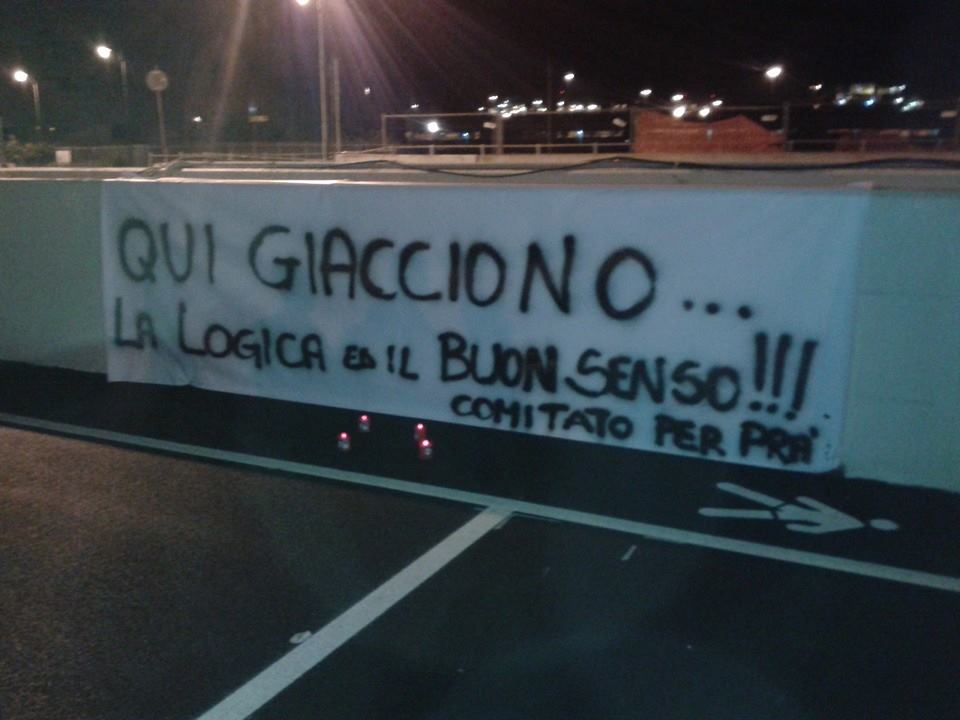 QUI GIACCIONO...
LA LOGICA ED IL BUON SENSO!!!
COMITATO PER PRA'